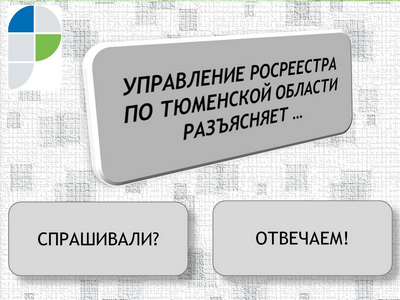 УПРАВЛЕНИЕ РОСРЕЕСТРА
ПО ТЮМЕНСКОЙ ОБЛАСТИ
РАЗЪЯСНЯЕТ ...
СПРАШИВАЛИ?
ОТВЕЧАЕМ!